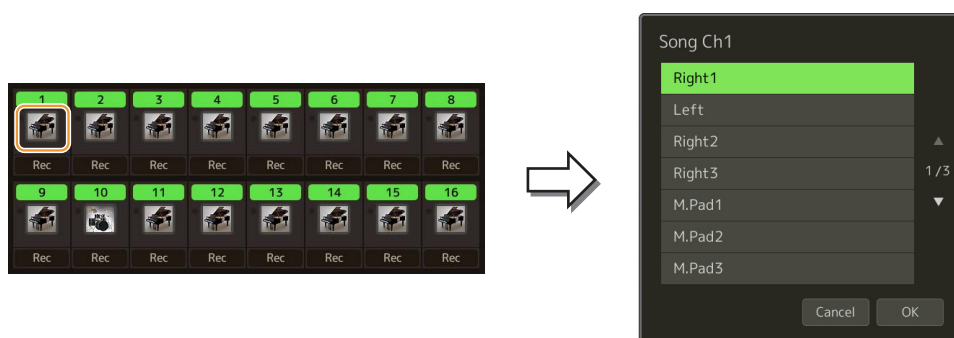 1 2 3 4 5 6 7 8
Rec Rec Rec Rec Rec Rec Rec Rec
9 10 11 12 13 14 15 16
Rec Rec Rec Rec Rec Rec Rec Rec
Song Ch1
Right1
Left
Right2
Right3
M.Pad1
M.Pad2
M.Pad3
1/3
Cancel OK